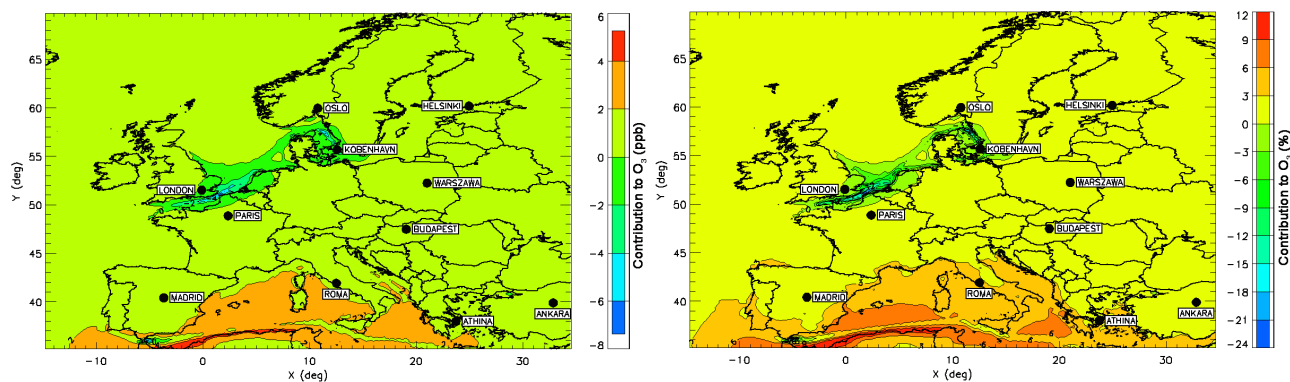 6
60
55
50
45
40
Y (deg)
-10
0
10
20
30
X (deg)
OSLO
HELSINKI
KOBENHAVN
LONDON
WARSZAWA
PARIS
BUDAPEST
MADRID
ROMA
ATHINA
ANKARA
4
2
0
-2
-4
-6
-8
Contribution to O3 (ppb)
60
55
50
45
40
Y (deg)
-10
0
10
20
30
X (deg)
OSLO
HELSINKI
KOBENHAVN
LONDON
WARSZAWA
PARIS
BUDAPEST
MADRID
ROMA
ATHINA
ANKARA
12
9
6
3
0
-3
-6
-9
-12
-15
-18
-21
-24
Contribution to O3 (%)